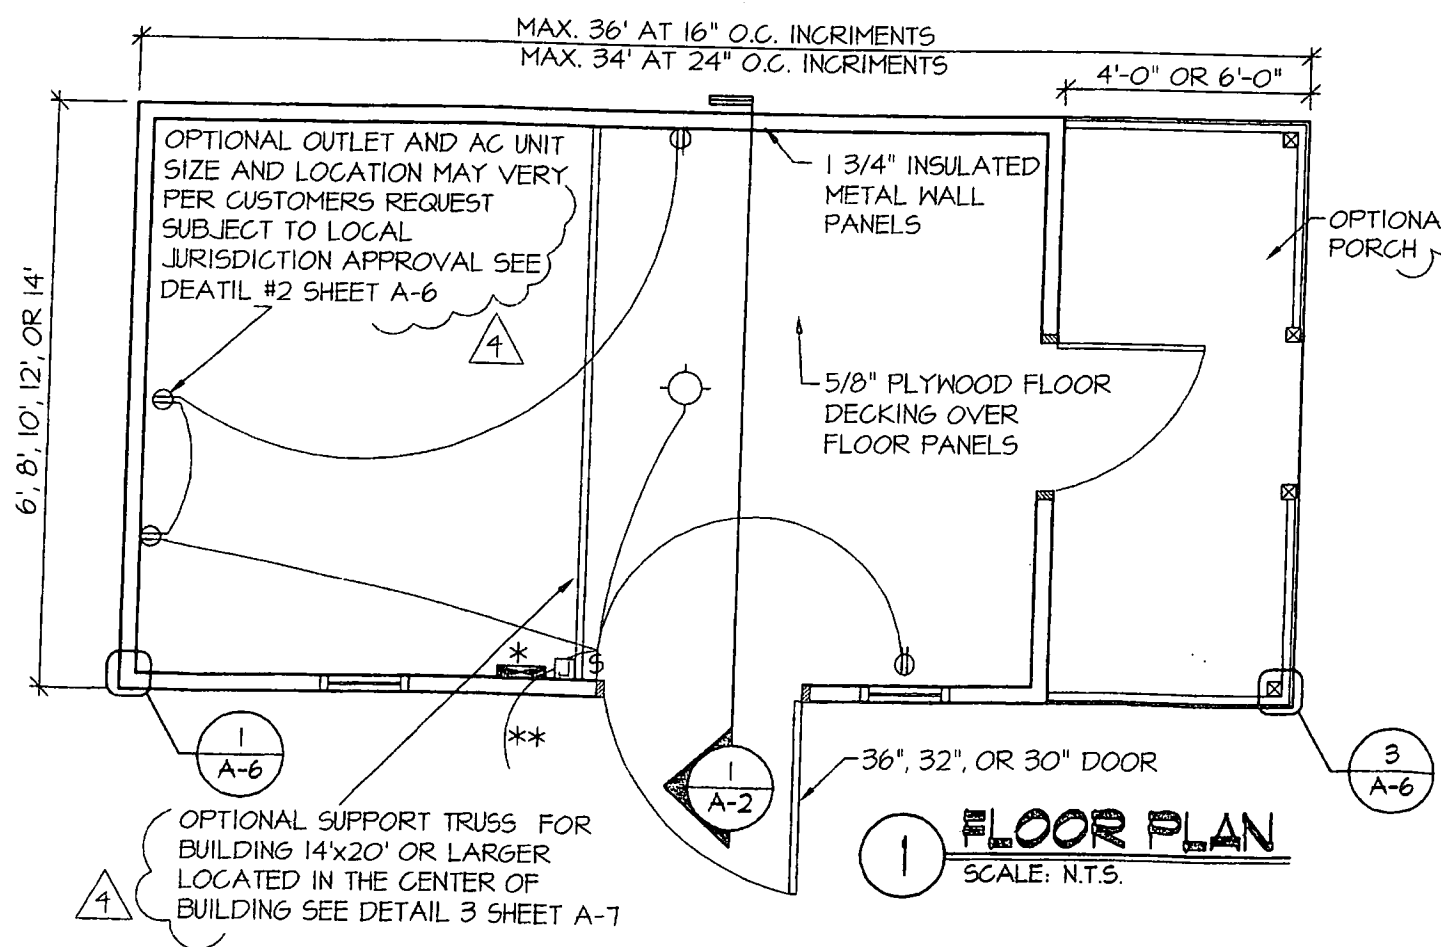 MAX. 36' AT 16" O.C. INCRIMENTS
MAX. 34' AT 24" O.C. INCRIMENTS
4'-0" OR 6'-0"
OPTIONAL OUTLET AND AC UNIT
SIZE AND LOCATION MAY VERY
PER CUSTOMERS REQUEST
SUBJECT TO LOCAL
JURISDICTION APPROVAL SEE
DEATIL #2 SHEET A-6
4
1 3/4" INSULATED
METAL WALL
PANELS
OPTIONA
PORCH
6', 8', 10', 12', OR 14'
5/8" PLYWOOD FLOOR
DECKING OVER
FLOOR PANELS
*
S
**
1
A-6
1
A-2
36", 32", OR 30" DOOR
3
A-6
OPTIONAL SUPPORT TRUSS FOR
BUILDING 14'x20' OR LARGER
LOCATED IN THE CENTER OF
BUILDING SEE DETAIL 3 SHEET A-7
4
1
FLOOR PLAN
SCALE: N.T.S.